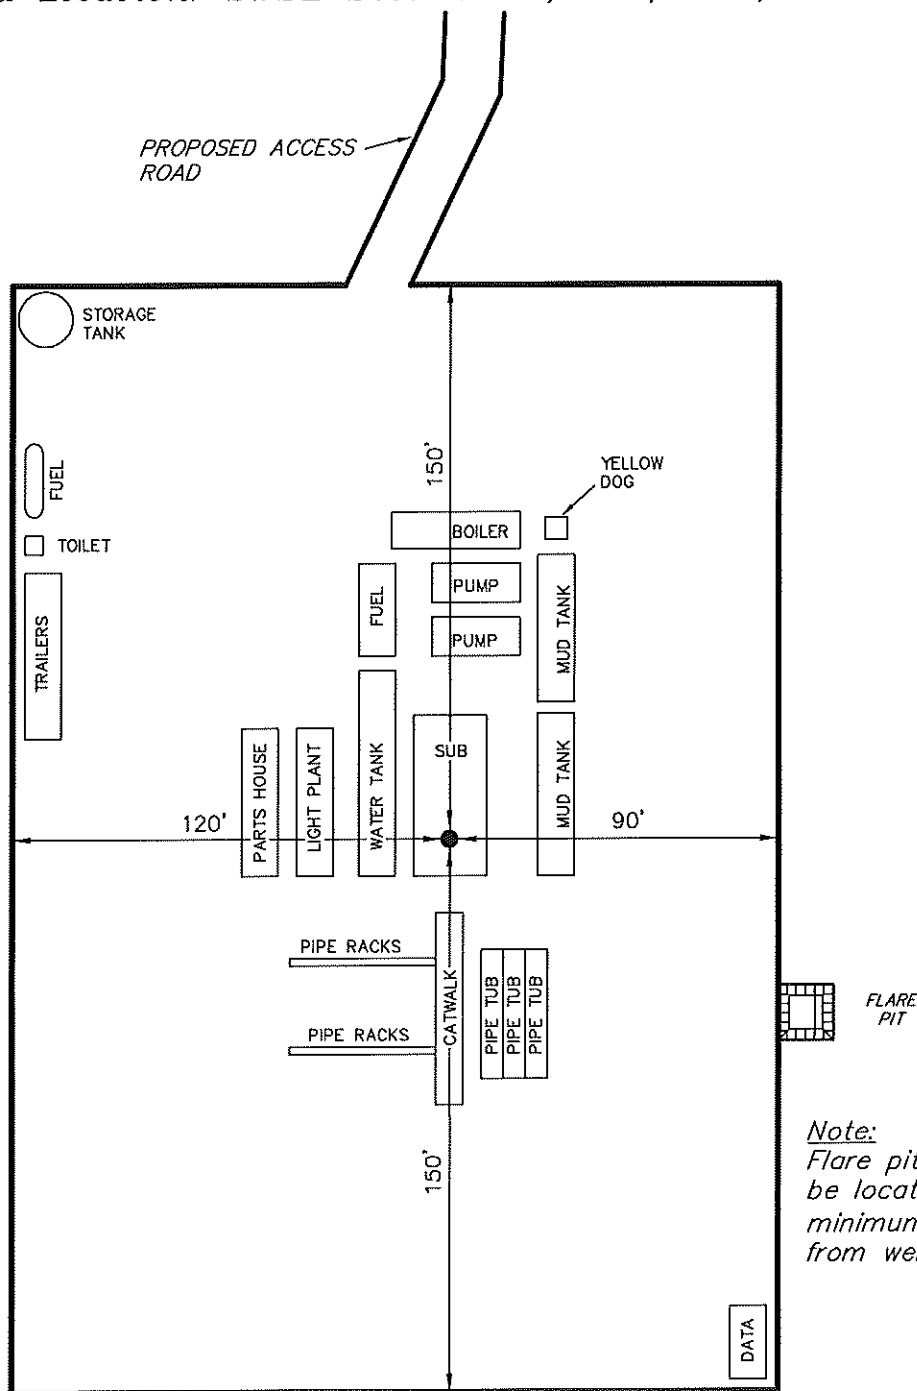 PROPOSED ACCESS
ROAD
STORAGE
TANK
FUEL
TOILET
TRAILERS
150'
YELLOW
DOG
BOILER
PUMP
PUMP
FUEL
MUD TANK
SUB
PARTS HOUSE
LIGHT PLANT
WATER TANK
MUD TANK
120'
90'
PIPE RACKS
PIPE RACKS
CATWALK
PIPE TUB
PIPE TUB
PIPE TUB
FLARE
PIT
150'
Note:
Flare pit
be locat
minimum
from we
DATA